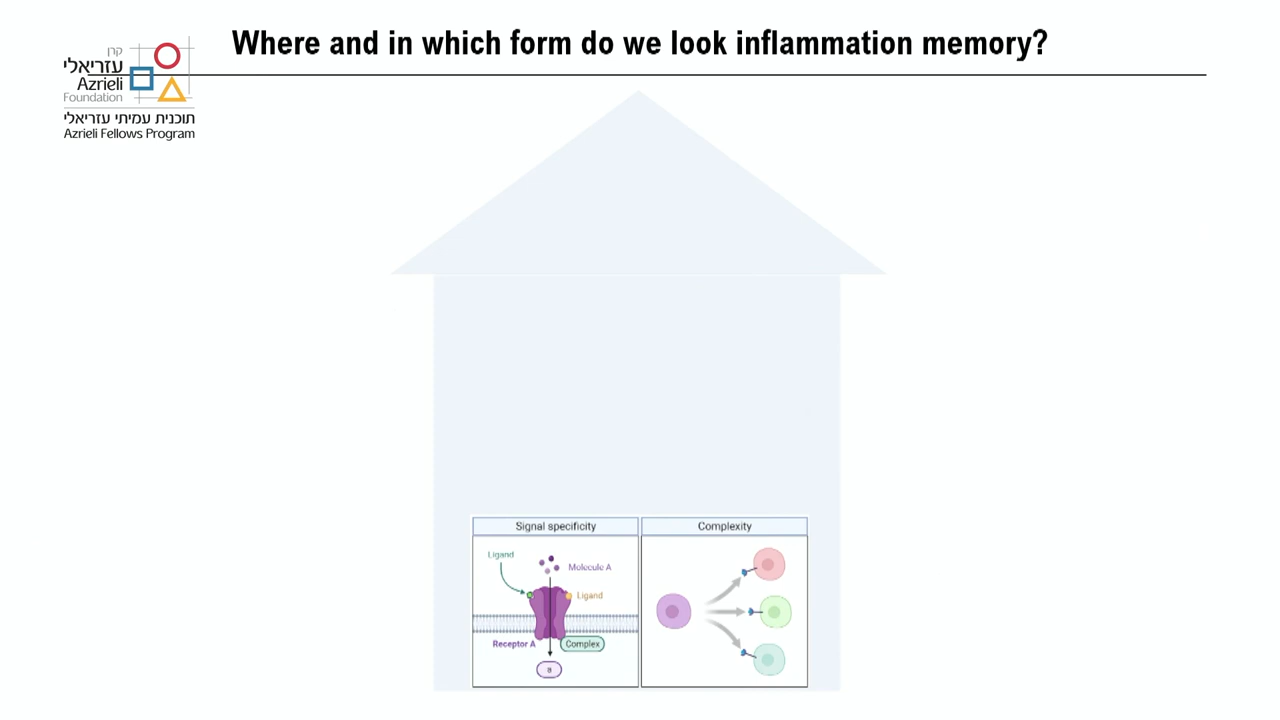 Where and in which form do we look inflammation memory?
קרן
עזריאלי
Azrieli
Foundation
תוכנית עמיתי עזריאלי
Azrieli Fellows Program
Signal specificity
Complexity
Ligand
Molecule A
Ligand
Receptor A
Complex
B